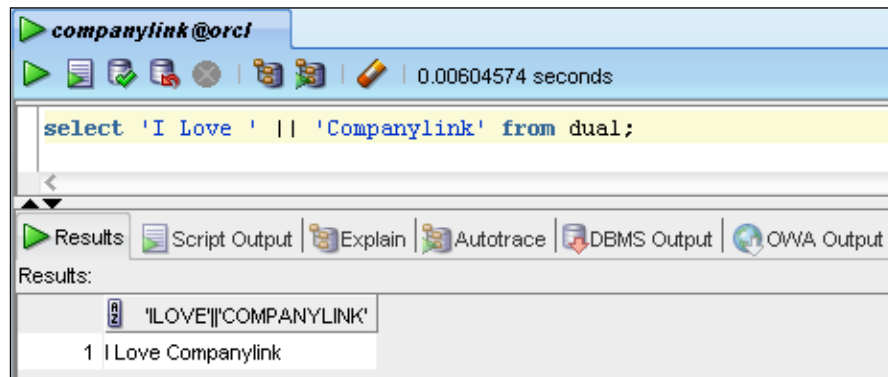 companylink@orcl
0.00604574 seconds
select 'I Love ' || 'Companylink' from dual;
Results Script Output Explain Autotrace DBMS Output OWA Output
Results:
'ILOVE'||'COMPANYLINK'
1 I Love Companylink